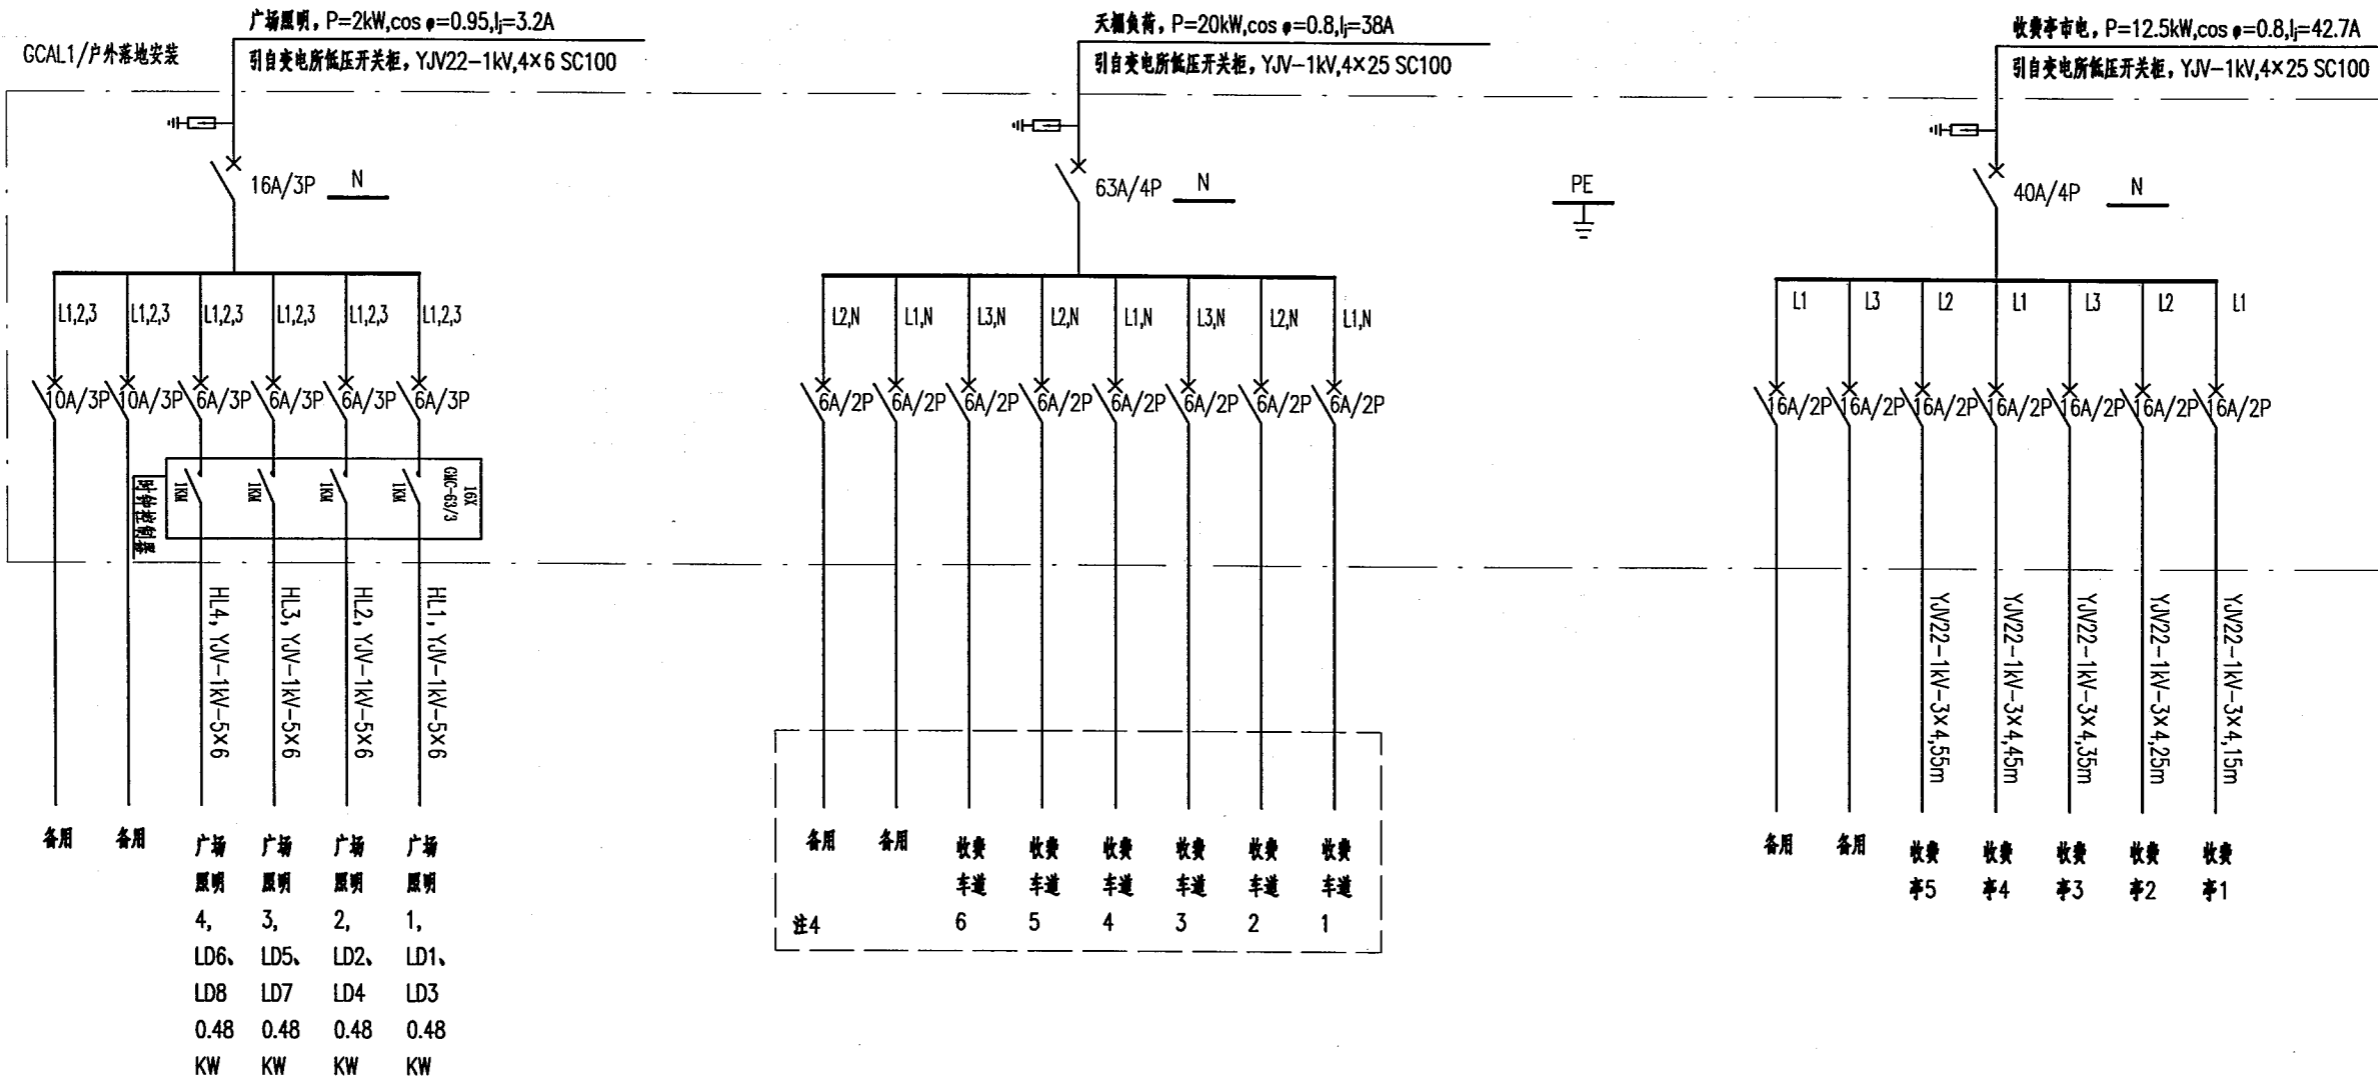 GCAL1/户外落地安装
广场照明，P=2kW,cos φ=0.95,Ij=3.2A
引自变电所低压开关柜，YJV22-1kV,4×6 SC100
16A/3P
N
L1,2,3
L1,2,3
L1,2,3
L1,2,3
L1,2,3
L1,2,3
10A/3P
10A/3P
6A/3P
6A/3P
6A/3P
6A/3P
时钟控制器
1KM
1KM
1KM
1KM
16X
GMC-63/3
HL4, YJV-1kV-5×6
HL3, YJV-1kV-5×6
HL2, YJV-1kV-5×6
HL1, YJV-1kV-5×6
备用
备用
广场
照明
4,
LD6、
LD8
0.48
KW
广场
照明
3,
LD5、
LD7
0.48
KW
广场
照明
2,
LD2、
LD4
0.48
KW
广场
照明
1,
LD1、
LD3
0.48
KW
天棚负荷，P=20kW,cos φ=0.8,Ij=38A
引自变电所低压开关柜，YJV-1kV,4×25 SC100
63A/4P
N
PE
L2,N
L1,N
L3,N
L2,N
L1,N
L3,N
L2,N
L1,N
6A/2P
6A/2P
6A/2P
6A/2P
6A/2P
6A/2P
6A/2P
6A/2P
备用
备用
收费
车道
6
收费
车道
5
收费
车道
4
收费
车道
3
收费
车道
2
收费
车道
1
注4
收费亭市电，P=12.5kW,cos φ=0.8,Ij=42.7A
引自变电所低压开关柜，YJV-1kV,4×25 SC100
40A/4P
N
L1
L3
L2
L1
L3
L2
L1
16A/2P
16A/2P
16A/2P
16A/2P
16A/2P
16A/2P
16A/2P
YJV22-1kV-3×4,55m
YJV22-1kV-3×4,45m
YJV22-1kV-3×4,35m
YJV22-1kV-3×4,25m
YJV22-1kV-3×4,15m
备用
备用
收费
亭5
收费
亭4
收费
亭3
收费
亭2
收费
亭1